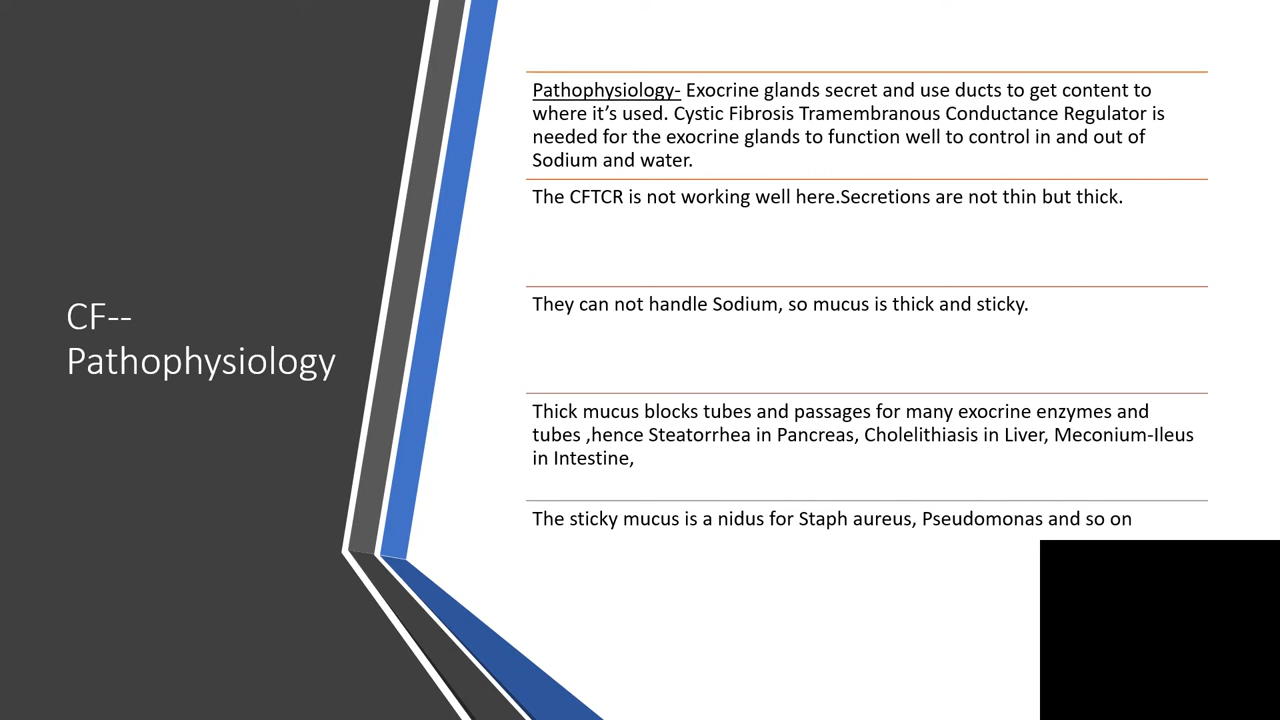 CF--
Pathophysiology
Pathophysiology- Exocrine glands secret and use ducts to get content to
where it’s used. Cystic Fibrosis Tramembranous Conductance Regulator is
needed for the exocrine glands to function well to control in and out of
Sodium and water.
The CFTCR is not working well here.Secretions are not thin but thick.
They can not handle Sodium, so mucus is thick and sticky.
Thick mucus blocks tubes and passages for many exocrine enzymes and
tubes ,hence Steatorrhea in Pancreas, Cholelithiasis in Liver, Meconium-Ileus
in Intestine,
The sticky mucus is a nidus for Staph aureus, Pseudomonas and so on